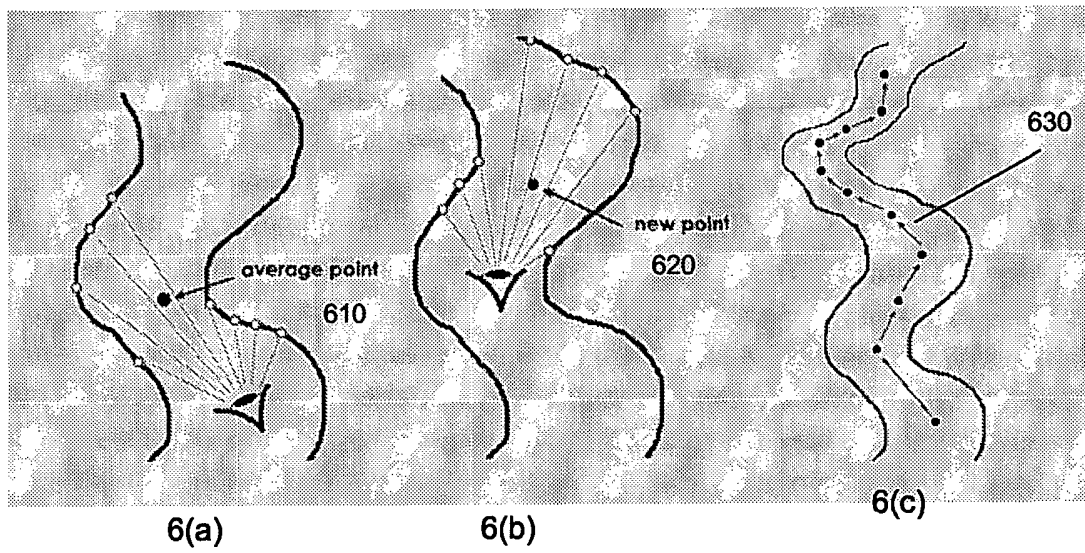 average point
610
new point
620
630
6(a)
6(b)
6(c)